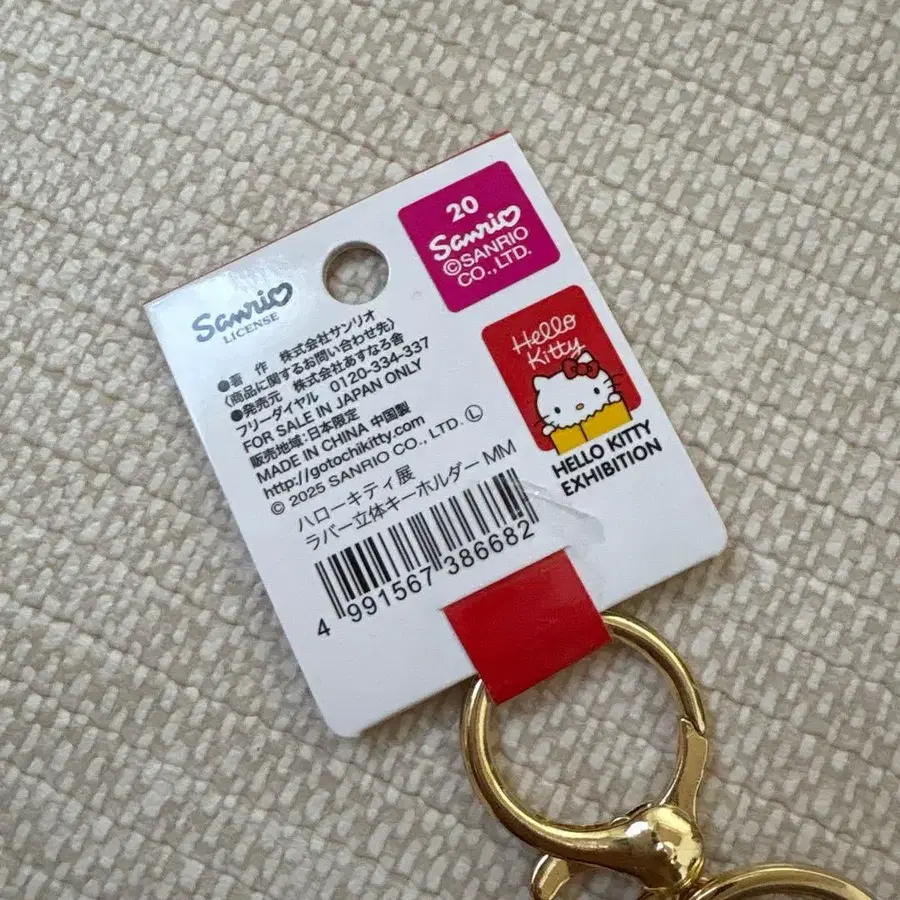 Sanrio
LICENSE
●著 作 株式会社サンリオ
〈商品に関するお問い合わせ先〉
●発売元 株式会社あすなろ舎
フリーダイヤル 0120-334-337
FOR SALE IN JAPAN ONLY
販売地域:日本限定
MADE IN CHINA 中国製
http://gotochikitty.com
© 2025 SANRIO CO., LTD. Ⓛ
ハローキティ展
ラバー立体キーホルダー MM
4 991567 386682
20
Sanrio
©SANRIO
CO.,LTD.
Hello
Kitty
HELLO KITTY
EXHIBITION